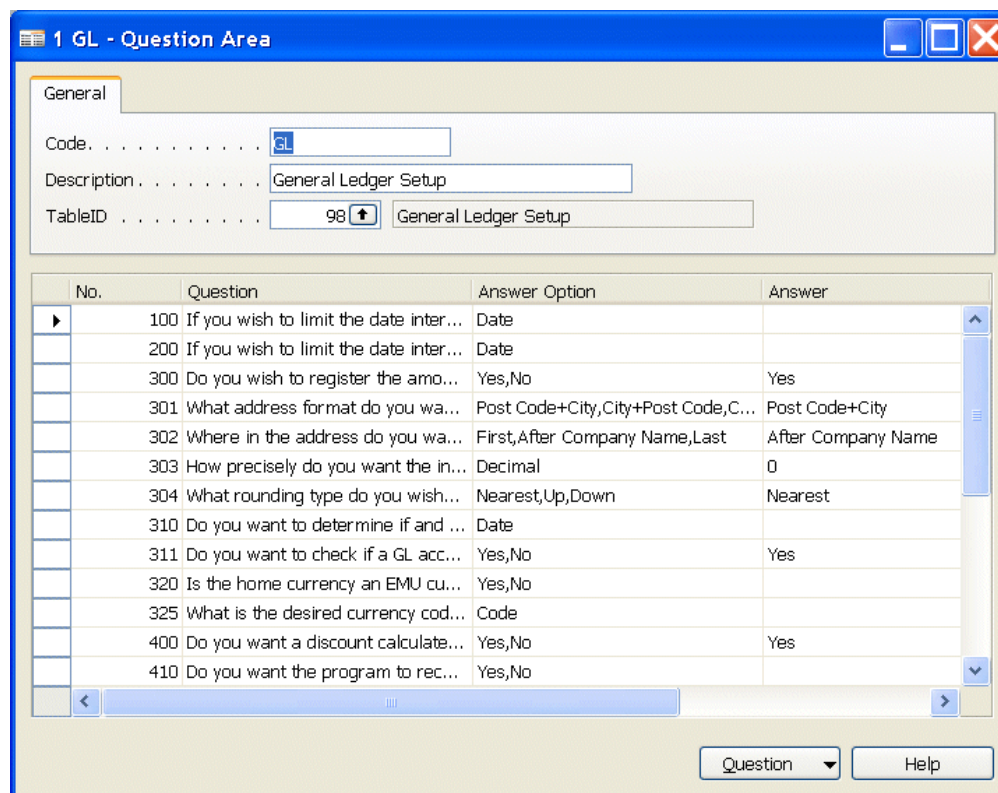 1 GL - Question Area
General
Code. . . . . . . . . . . . GL
Description . . . . . . . . General Ledger Setup
TableID . . . . . . . . . 98 General Ledger Setup
No. Question Answer Option Answer
100 If you wish to limit the date inter... Date
200 If you wish to limit the date inter... Date
300 Do you wish to register the amo... Yes,No Yes
301 What address format do you wa... Post Code+City,City+Post Code,C... Post Code+City
302 Where in the address do you wa... First,After Company Name,Last After Company Name
303 How precisely do you want the in... Decimal 0
304 What rounding type do you wish... Nearest,Up,Down Nearest
310 Do you want to determine if and ... Date
311 Do you want to check if a GL acc... Yes,No Yes
320 Is the home currency an EMU cu... Yes,No
325 What is the desired currency cod... Code
400 Do you want a discount calculate... Yes,No Yes
410 Do you want the program to rec... Yes,No
Question Help